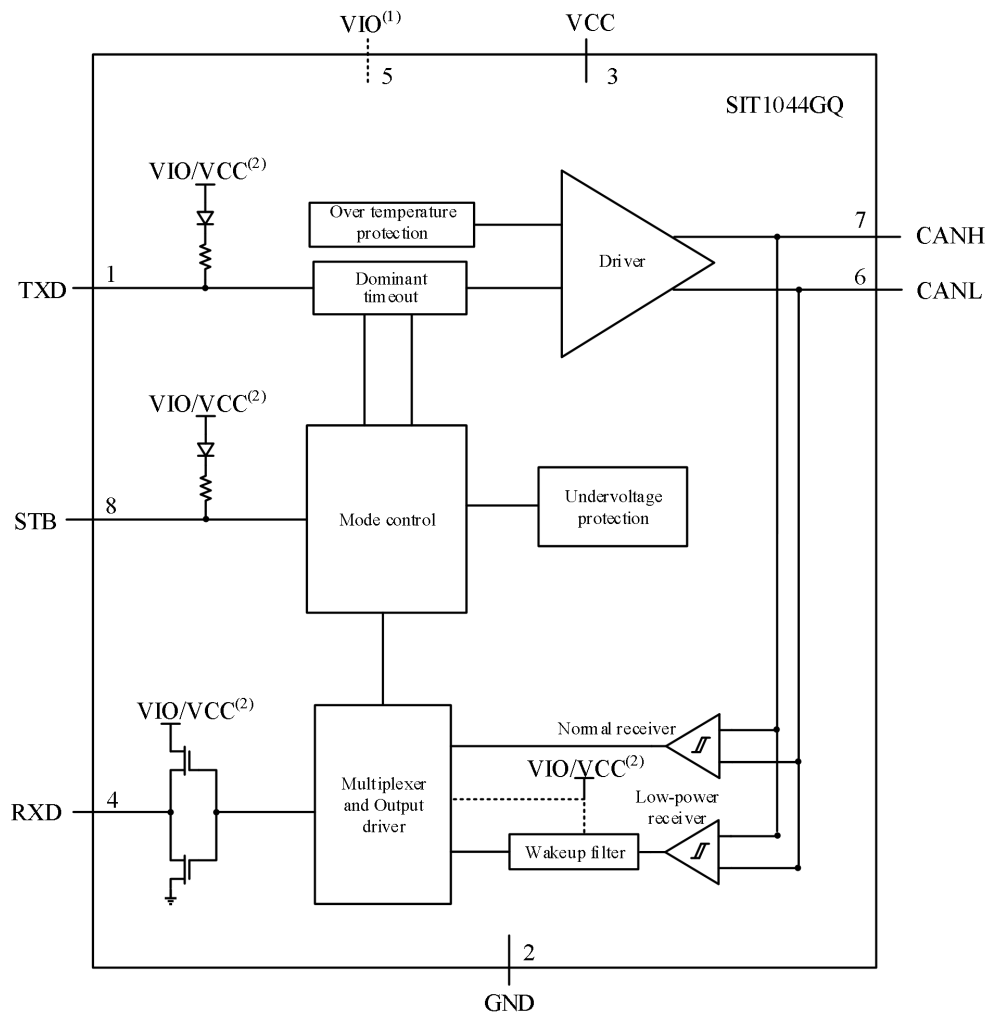 VIO(1)
VCC
5
3
SIT1044GQ
VIO/VCC(2)
Over temperature
protection
7
CANH
Driver
1
TXD
Dominant
timeout
6
CANL
VIO/VCC(2)
8
STB
Mode control
Undervoltage
protection
VIO/VCC(2)
Normal receiver
VIO/VCC(2)
4
RXD
Multiplexer
and Output
driver
Low-power
receiver
Wakeup filter
2
GND